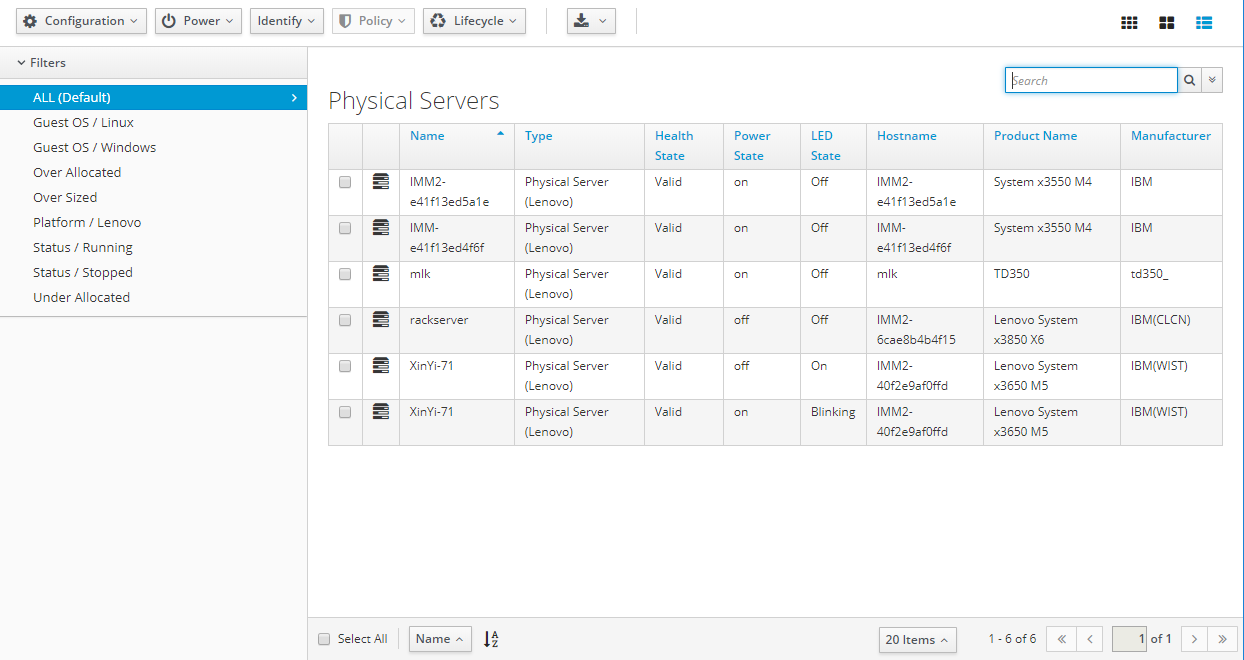 Configuration Power Identify Policy Lifecycle
Filters
ALL (Default)
Guest OS / Linux
Guest OS / Windows
Over Allocated
Over Sized
Platform / Lenovo
Status / Running
Status / Stopped
Under Allocated
Search
Physical Servers
Name Type Health Power LED Hostname Product Name Manufacturer
State State State
IMM2- Physical Server Valid on Off IMM2- System x3550 M4 IBM
e41f13ed5a1e (Lenovo) e41f13ed5a1e
IMM- Physical Server Valid on Off IMM- System x3550 M4 IBM
e41f13ed4f6f (Lenovo) e41f13ed4f6f
mlk Physical Server Valid on Off mlk TD350 td350_
(Lenovo)
rackserver Physical Server Valid off Off IMM2- Lenovo System IBM(CLCN)
(Lenovo) 6cae8b4b4f15 x3850 X6
XinYi-71 Physical Server Valid off On IMM2- Lenovo System IBM(WIST)
(Lenovo) 40f2e9af0ffd x3650 M5
XinYi-71 Physical Server Valid on Blinking IMM2- Lenovo System IBM(WIST)
(Lenovo) 40f2e9af0ffd x3650 M5
Select All Name A Z 20 Items 1 - 6 of 6 « 1 of 1 »